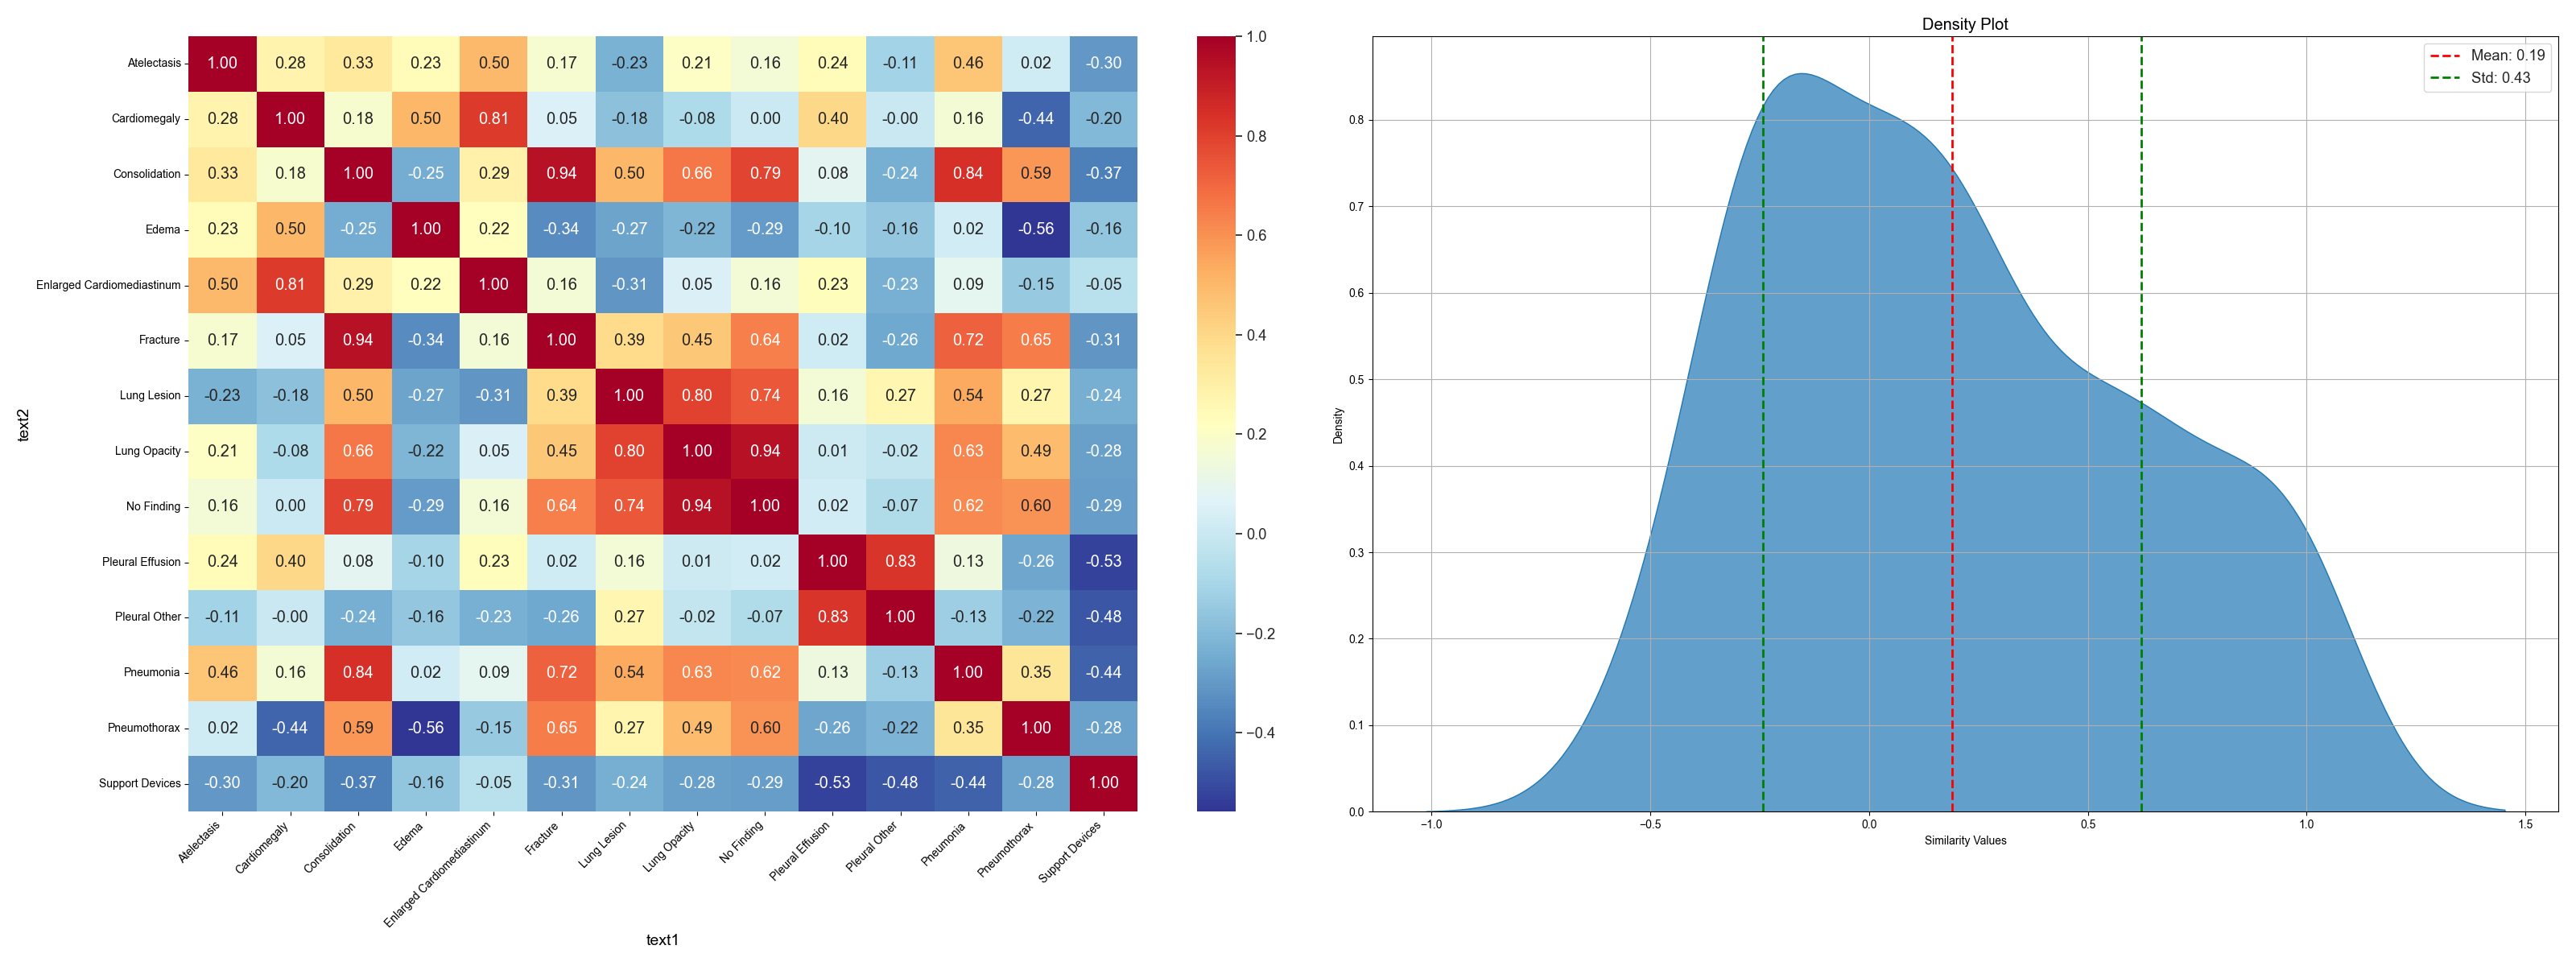 Atelectasis 1.00 0.28 0.33 0.23 0.50 0.17 -0.23 0.21 0.16 0.24 -0.11 0.46 0.02 -0.30
Cardiomegaly 0.28 1.00 0.18 0.50 0.81 0.05 -0.18 -0.08 0.00 0.40 -0.00 0.16 -0.44 -0.20
Consolidation 0.33 0.18 1.00 -0.25 0.29 0.94 0.50 0.66 0.79 0.08 -0.24 0.84 0.59 -0.37
Edema 0.23 0.50 -0.25 1.00 0.22 -0.34 -0.27 -0.22 -0.29 -0.10 -0.16 0.02 -0.56 -0.16
Enlarged Cardiomediastinum 0.50 0.81 0.29 0.22 1.00 0.16 -0.31 0.05 0.16 0.23 -0.23 0.09 -0.15 -0.05
Fracture 0.17 0.05 0.94 -0.34 0.16 1.00 0.39 0.45 0.64 0.02 -0.26 0.72 0.65 -0.31
Lung Lesion -0.23 -0.18 0.50 -0.27 -0.31 0.39 1.00 0.80 0.74 0.16 0.27 0.54 0.27 -0.24
Lung Opacity 0.21 -0.08 0.66 -0.22 0.05 0.45 0.80 1.00 0.94 0.01 -0.02 0.63 0.49 -0.28
No Finding 0.16 0.00 0.79 -0.29 0.16 0.64 0.74 0.94 1.00 0.02 -0.07 0.62 0.60 -0.29
Pleural Effusion 0.24 0.40 0.08 -0.10 0.23 0.02 0.16 0.01 0.02 1.00 0.83 0.13 -0.26 -0.53
Pleural Other -0.11 -0.00 -0.24 -0.16 -0.23 -0.26 0.27 -0.02 -0.07 0.83 1.00 -0.13 -0.22 -0.48
Pneumonia 0.46 0.16 0.84 0.02 0.09 0.72 0.54 0.63 0.62 0.13 -0.13 1.00 0.35 -0.44
Pneumothorax 0.02 -0.44 0.59 -0.56 -0.15 0.65 0.27 0.49 0.60 -0.26 -0.22 0.35 1.00 -0.28
Support Devices -0.30 -0.20 -0.37 -0.16 -0.05 -0.31 -0.24 -0.28 -0.29 -0.53 -0.48 -0.44 -0.28 1.00
text2
Atelectasis Cardiomegaly Consolidation Edema Enlarged Cardiomediastinum Fracture Lung Lesion Lung Opacity No Finding Pleural Effusion Pleural Other Pneumonia Pneumothorax Support Devices
text1
1.0
0.8
0.6
0.4
0.2
0.0
−0.2
−0.4
Density Plot
Mean: 0.19
Std: 0.43
Density
0.8
0.7
0.6
0.5
0.4
0.3
0.2
0.1
0.0
−1.0 −0.5 0.0 0.5 1.0 1.5
Similarity Values